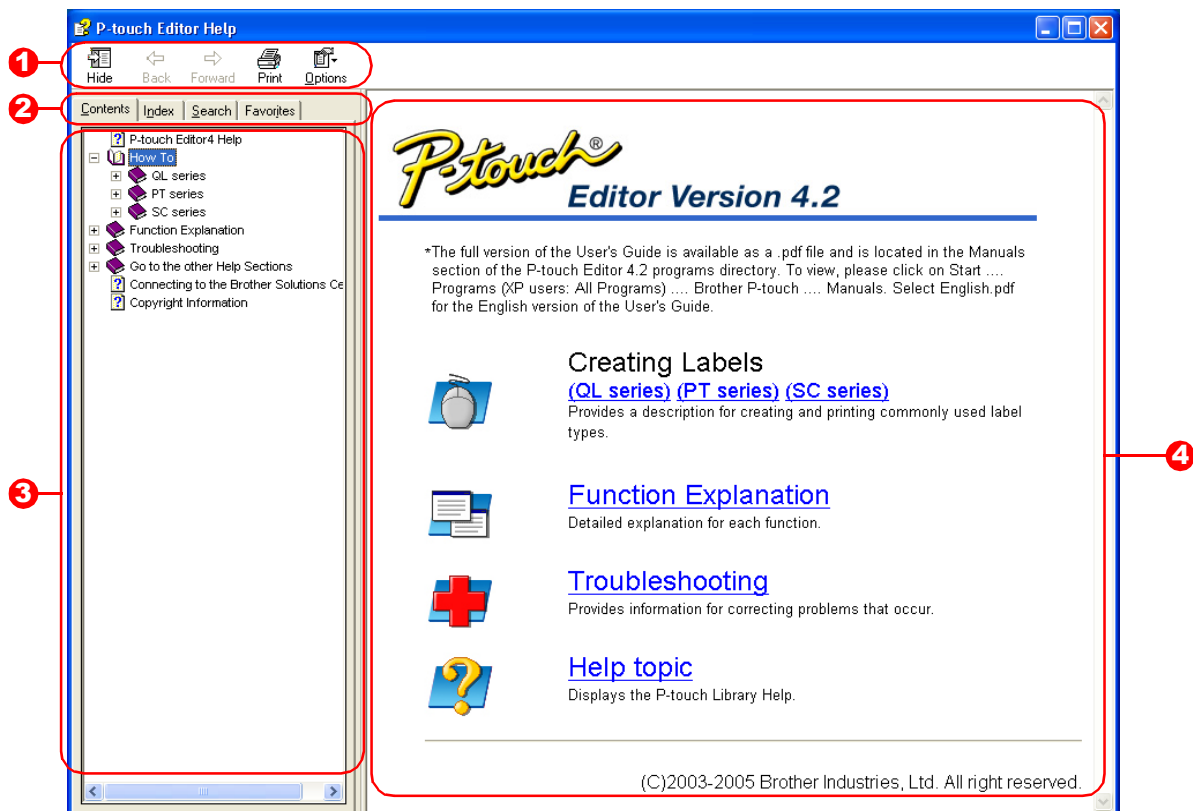 P-touch Editor Help
1
Hide Back Forward Print Options
2
Contents Index Search Favorites
P-touch Editor4 Help
How To
QL series
PT series
SC series
Function Explanation
Troubleshooting
Go to the other Help Sections
Connecting to the Brother Solutions Ce
Copyright Information
3
P-touch®
Editor Version 4.2
*The full version of the User's Guide is available as a .pdf file and is located in the Manuals
section of the P-touch Editor 4.2 programs directory. To view, please click on Start ....
Programs (XP users: All Programs) .... Brother P-touch .... Manuals. Select English.pdf
for the English version of the User's Guide.
Creating Labels
(QL series) (PT series) (SC series)
Provides a description for creating and printing commonly used label
types.
4
Function Explanation
Detailed explanation for each function.
Troubleshooting
Provides information for correcting problems that occur.
Help topic
Displays the P-touch Library Help.
(C)2003-2005 Brother Industries, Ltd. All right reserved.